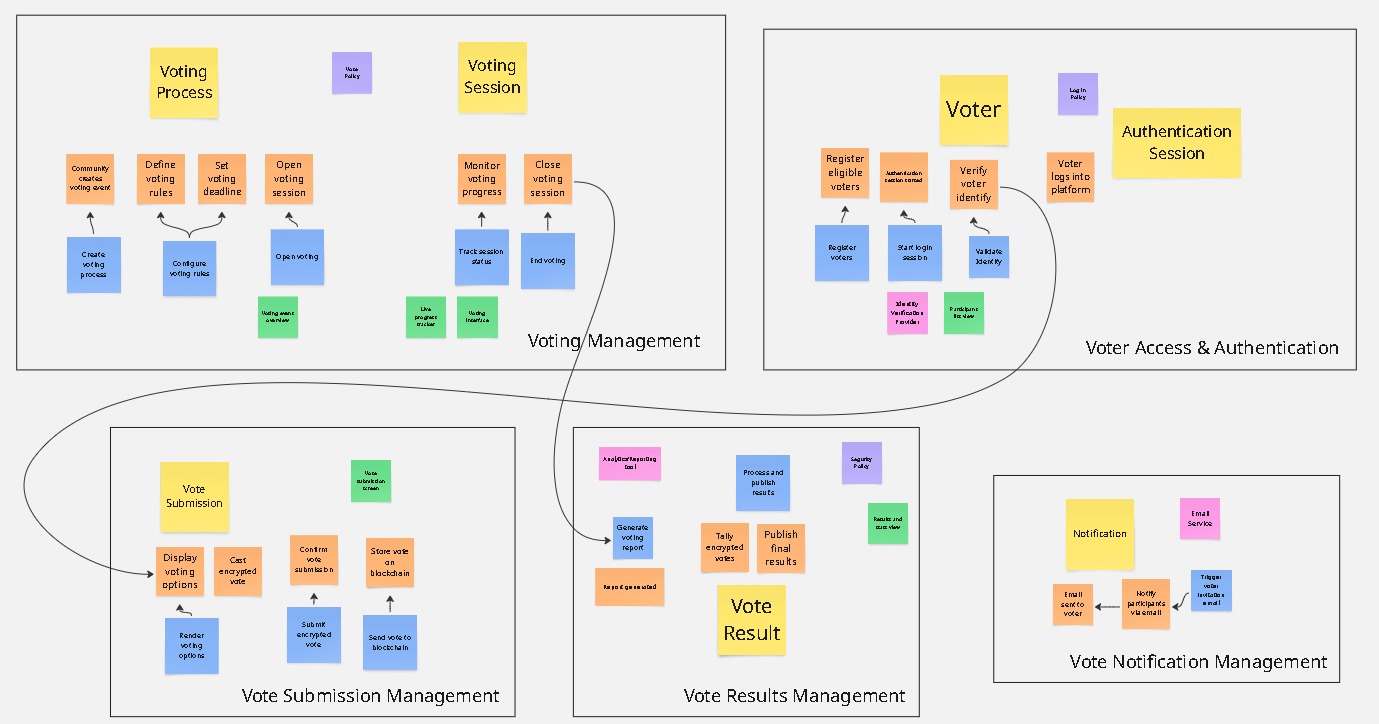 Voting
Process
Vote
Policy
Voting
Session
Community
creates
voting event
Define
voting
rules
Set
voting
deadline
Open
voting
session
Monitor
voting
progress
Close
voting
session
Create
voting
process
Configure
voting rules
Open voting
Track session
status
End voting
Voting event
overview
Live
progress
tracker
Voting
interface
Voting Management
Voter
Log in
Policy
Authentication
Session
Register
eligible
voters
Authentication
session started
Verify
voter
identify
Voter
logs into
platform
Register
voters
Start login
session
Validate
Identity
Identity
Verification
Provider
Participant
list view
Voter Access & Authentication
Vote
Submission
Vote
submission
screen
Display
voting
options
Cast
encrypted
vote
Confirm
vote
submission
Store vote
on
blockchain
Render
voting
options
Submit
encrypted
vote
Send vote to
blockchain
Vote Submission Management
Analytics/Reporting
tool
Process and
publish
results
Security
Policy
Results and
stats view
Generate
voting
report
Tally
encrypted
votes
Publish
final
results
Report generated
Vote
Result
Vote Results Management
Notification
Email
Service
Email
sent to
voter
Notify
participants
via email
Trigger
voter
invitation
email
Vote Notification Management